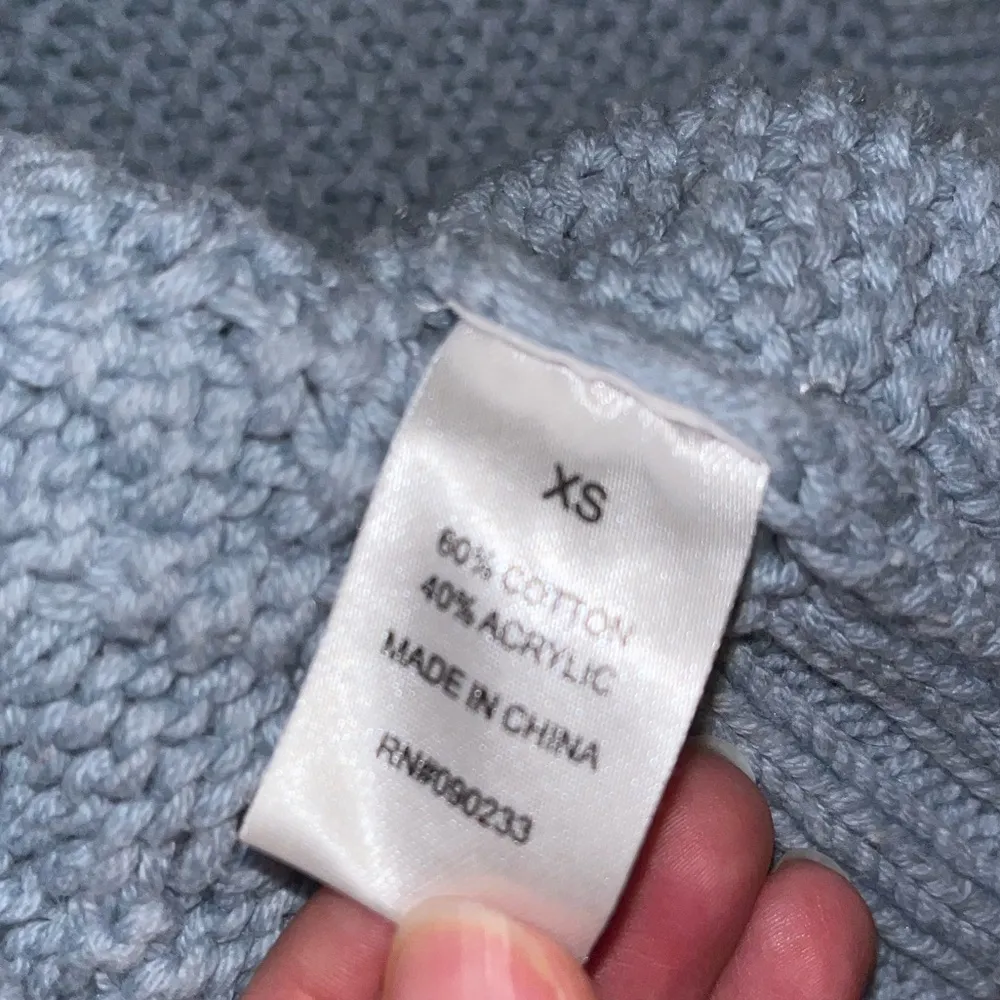 XS
60% COTTON
40% ACRYLIC
MADE IN CHINA
RN#090233